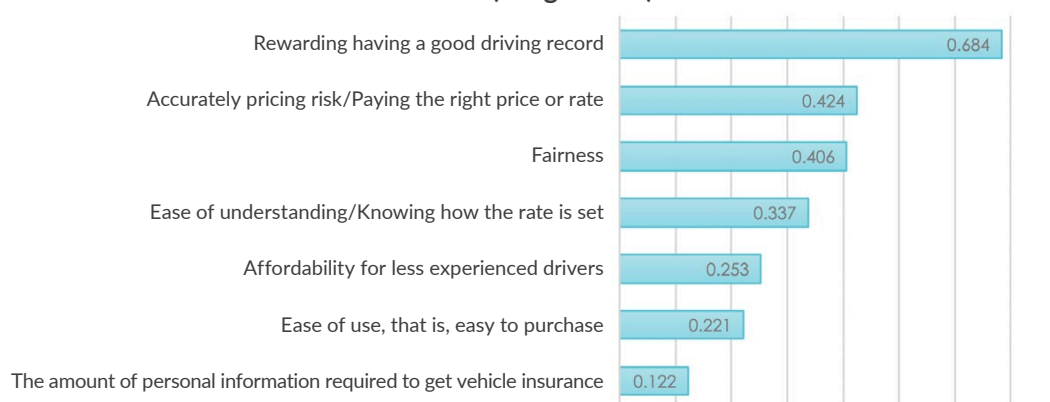 Rewarding having a good driving record 0.684
Accurately pricing risk/Paying the right price or rate 0.424
Fairness 0.406
Ease of understanding/Knowing how the rate is set 0.337
Affordability for less experienced drivers 0.253
Ease of use, that is, easy to purchase 0.221
The amount of personal information required to get vehicle insurance 0.122